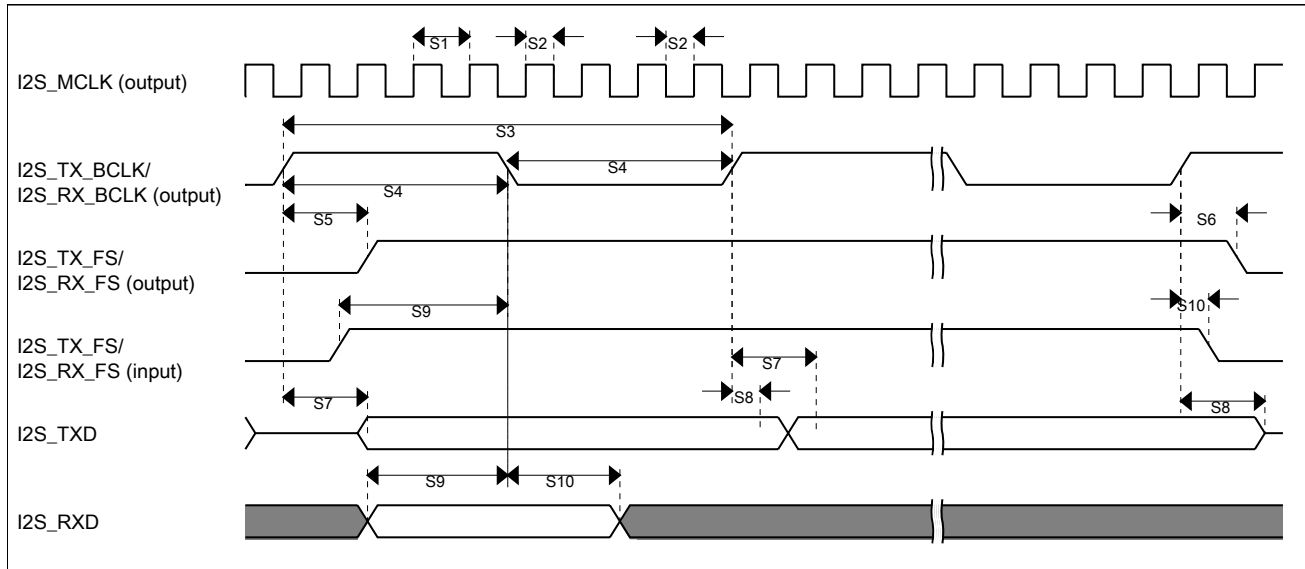 S1
S2
S2
I2S_MCLK (output)
S3
I2S_TX_BCLK/
I2S_RX_BCLK (output)
S4
S4
S5
S6
I2S_TX_FS/
I2S_RX_FS (output)
S9
S10
I2S_TX_FS/
I2S_RX_FS (input)
S7
S7
S8
S8
I2S_TXD
S9
S10
I2S_RXD